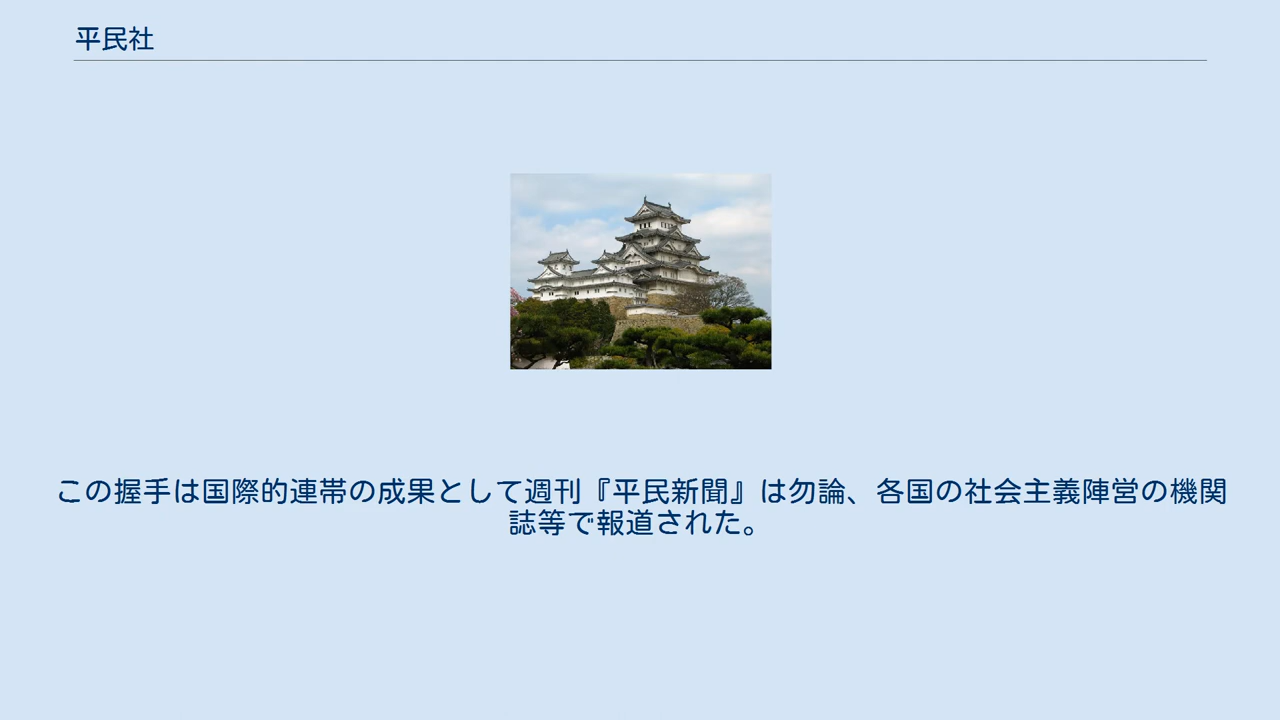 平民社
この握手は国際的連帯の成果として週刊『平民新聞』は勿論、各国の社会主義陣営の機関
誌等で報道された。